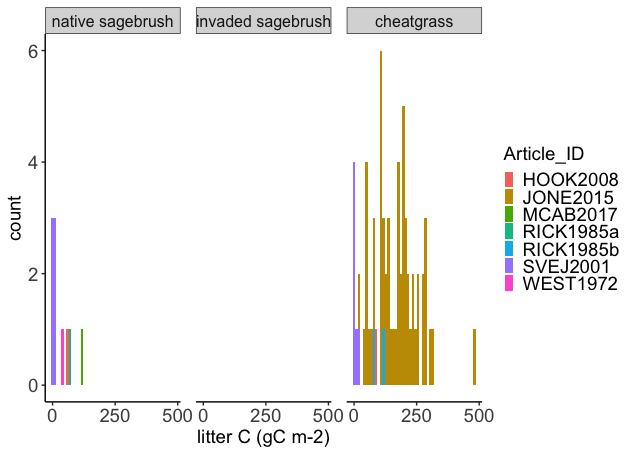 native sagebrush
invaded sagebrush
cheatgrass
count
6
4
2
0
0
250
500
0
250
500
0
250
500
litter C (gC m-2)
Article_ID
HOOK2008
JONE2015
MCAB2017
RICK1985a
RICK1985b
SVEJ2001
WEST1972